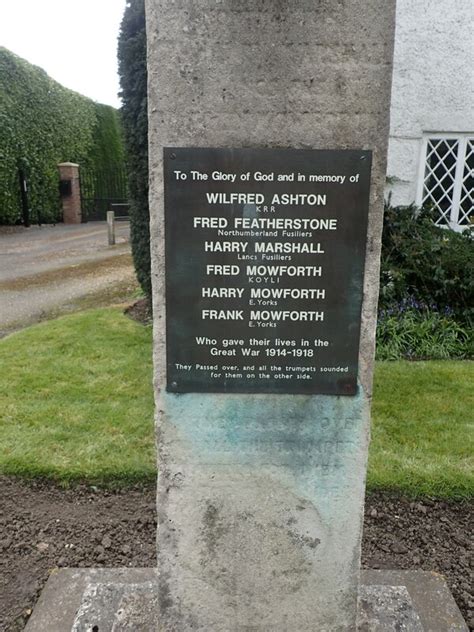 To The Glory of God and in memory of
WILFRED ASHTON
KRR
FRED FEATHERSTONE
Northumberland Fusiliers
HARRY MARSHALL
Lancs Fusiliers
FRED MOWFORTH
KOYLI
HARRY MOWFORTH
E. Yorks
FRANK MOWFORTH
E. Yorks
Who gave their lives in the
Great War 1914-1918
They Passed over, and all the trumpets sounded
for them on the other side.